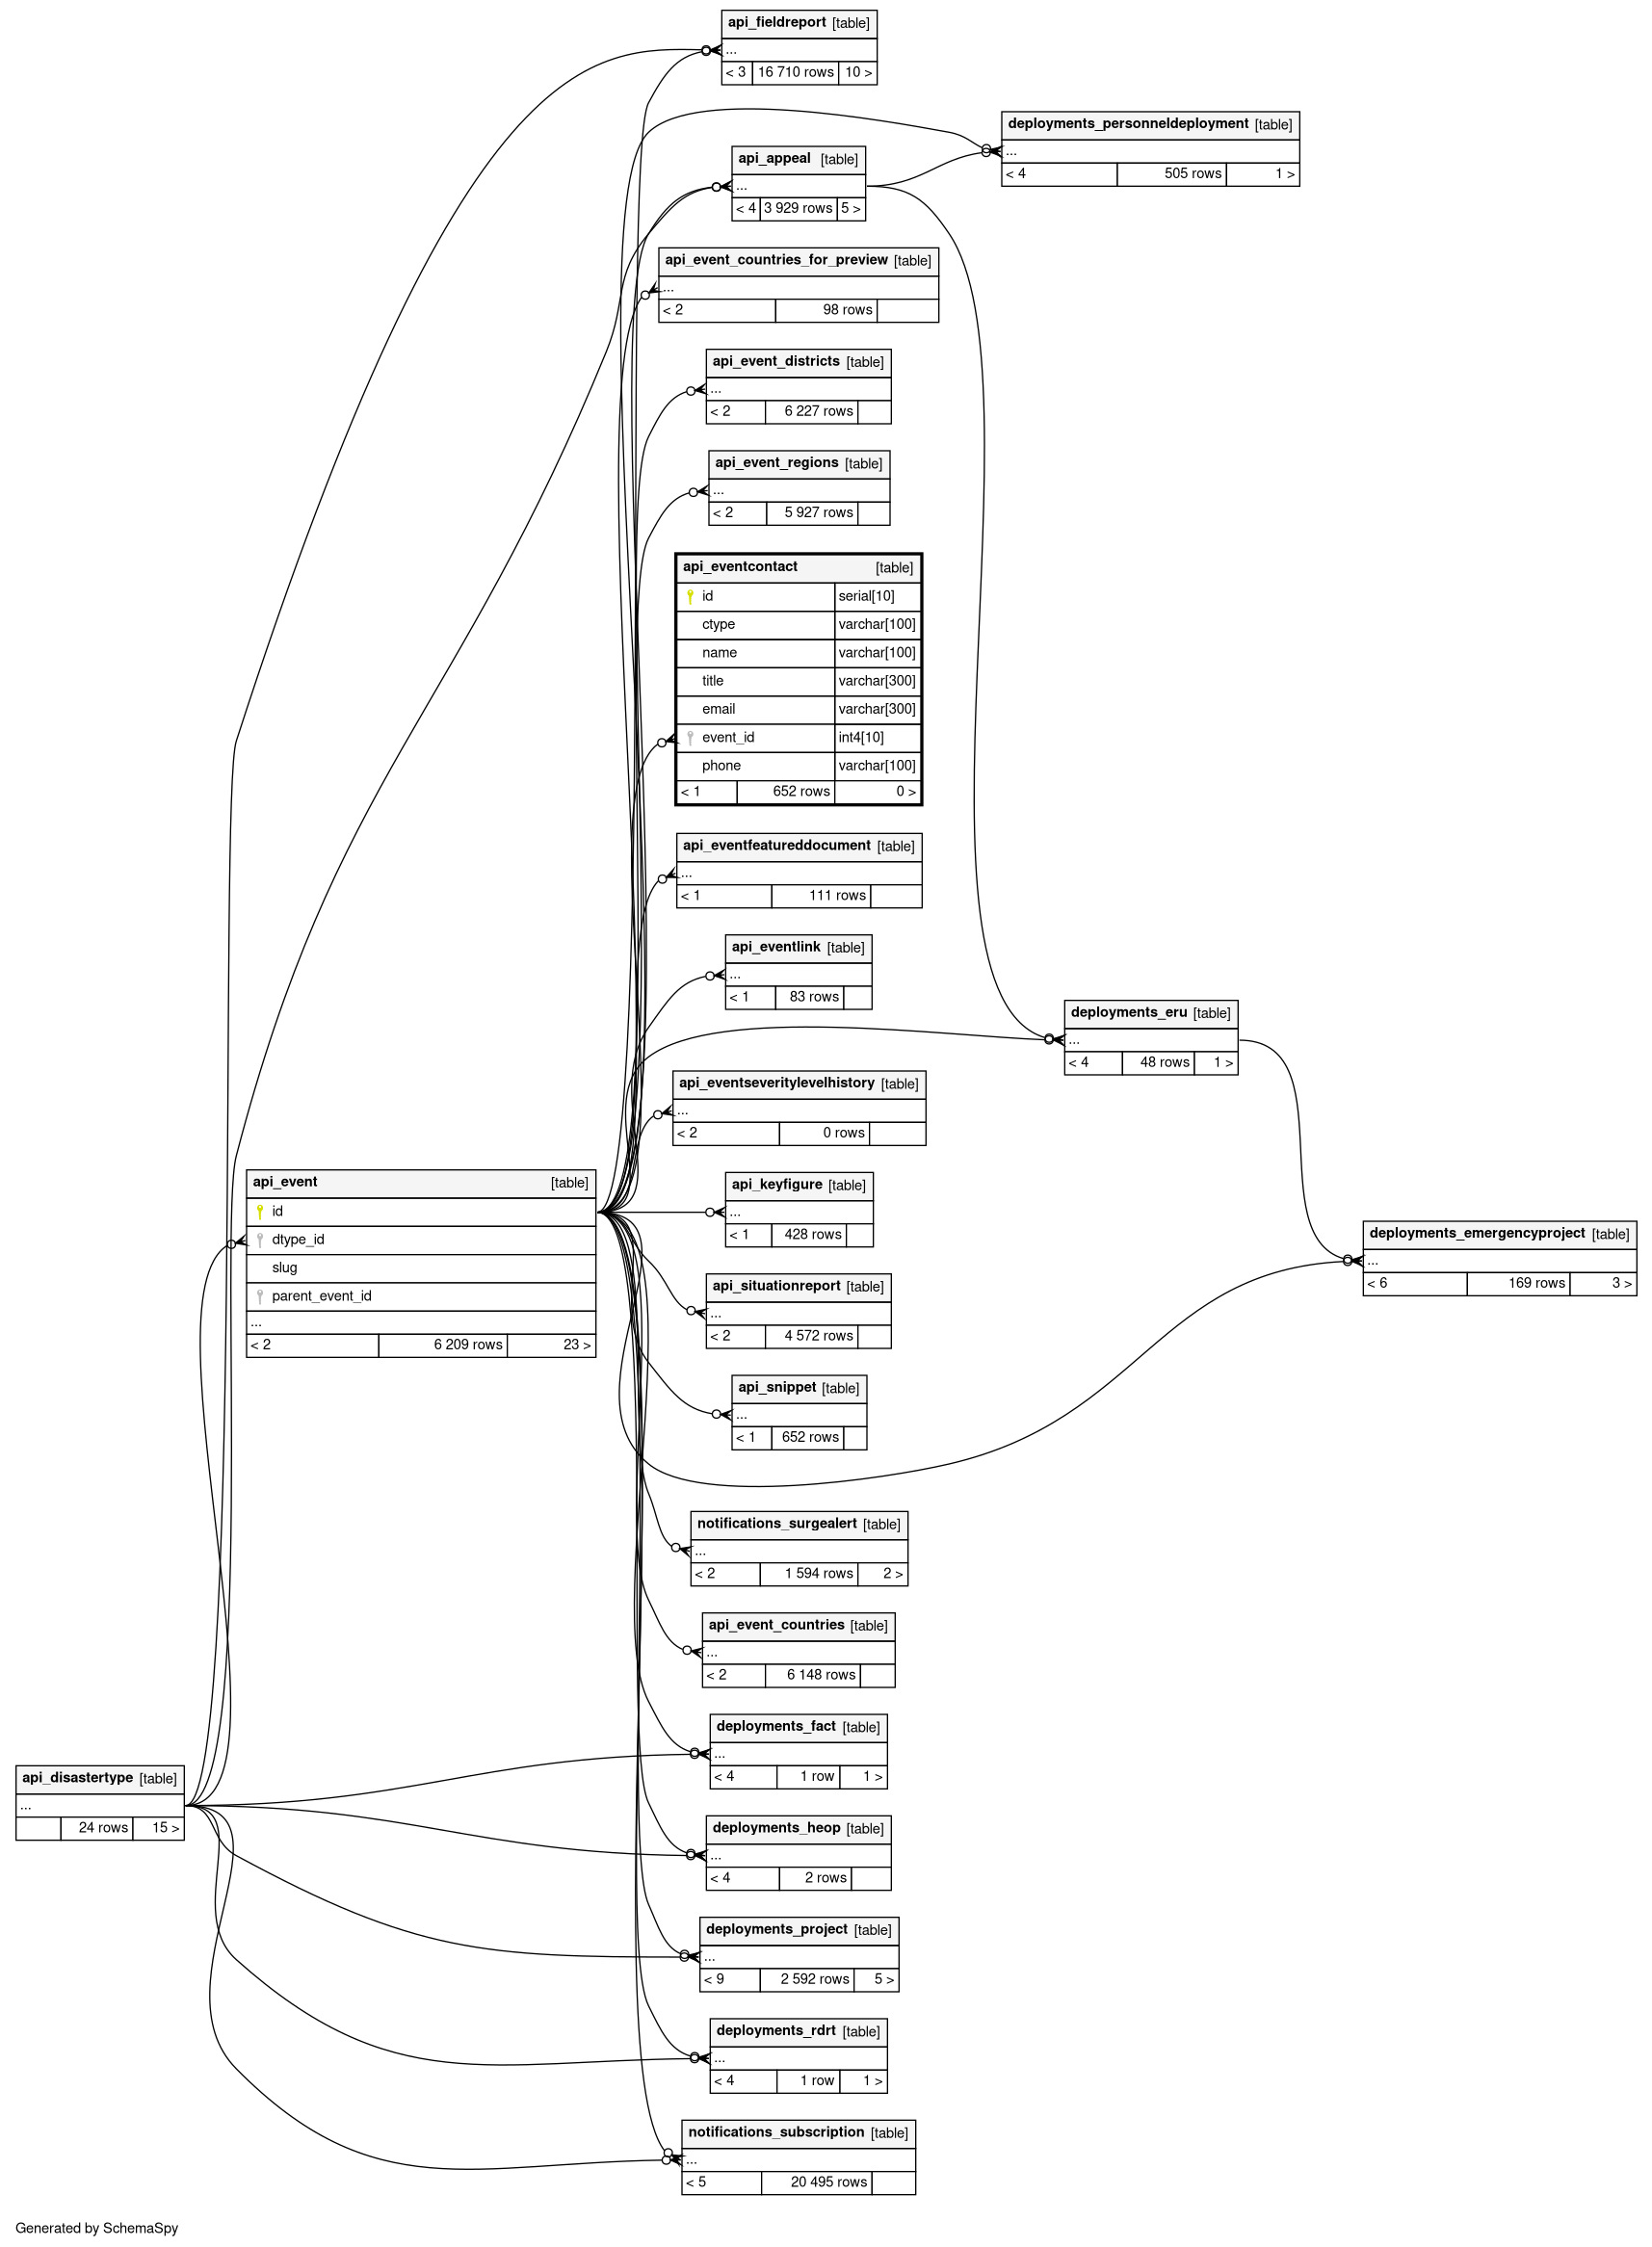 api_fieldreport [table]
...
< 3 16 710 rows 10 >
deployments_personneldeployment [table]
...
< 4 505 rows 1 >
api_appeal [table]
...
< 4 3 929 rows 5 >
api_event_countries_for_preview [table]
...
< 2 98 rows
api_event_districts [table]
...
< 2 6 227 rows
api_event_regions [table]
...
< 2 5 927 rows
api_eventcontact [table]
id serial[10]
ctype varchar[100]
name varchar[100]
title varchar[300]
email varchar[300]
event_id int4[10]
phone varchar[100]
< 1 652 rows 0 >
api_eventfeatureddocument [table]
...
< 1 111 rows
api_eventlink [table]
...
< 1 83 rows
deployments_eru [table]
...
< 4 48 rows 1 >
api_eventseveritylevelhistory [table]
...
< 2 0 rows
api_event [table]
id
dtype_id
slug
parent_event_id
...
< 2 6 209 rows 23 >
api_keyfigure [table]
...
< 1 428 rows
deployments_emergencyproject [table]
...
< 6 169 rows 3 >
api_situationreport [table]
...
< 2 4 572 rows
api_snippet [table]
...
< 1 652 rows
notifications_surgealert [table]
...
< 2 1 594 rows 2 >
api_event_countries [table]
...
< 2 6 148 rows
deployments_fact [table]
...
< 4 1 row 1 >
api_disastertype [table]
...
24 rows 15 >
deployments_heop [table]
...
< 4 2 rows
deployments_project [table]
...
< 9 2 592 rows 5 >
deployments_rdrt [table]
...
< 4 1 row 1 >
notifications_subscription [table]
...
< 5 20 495 rows
Generated by SchemaSpy